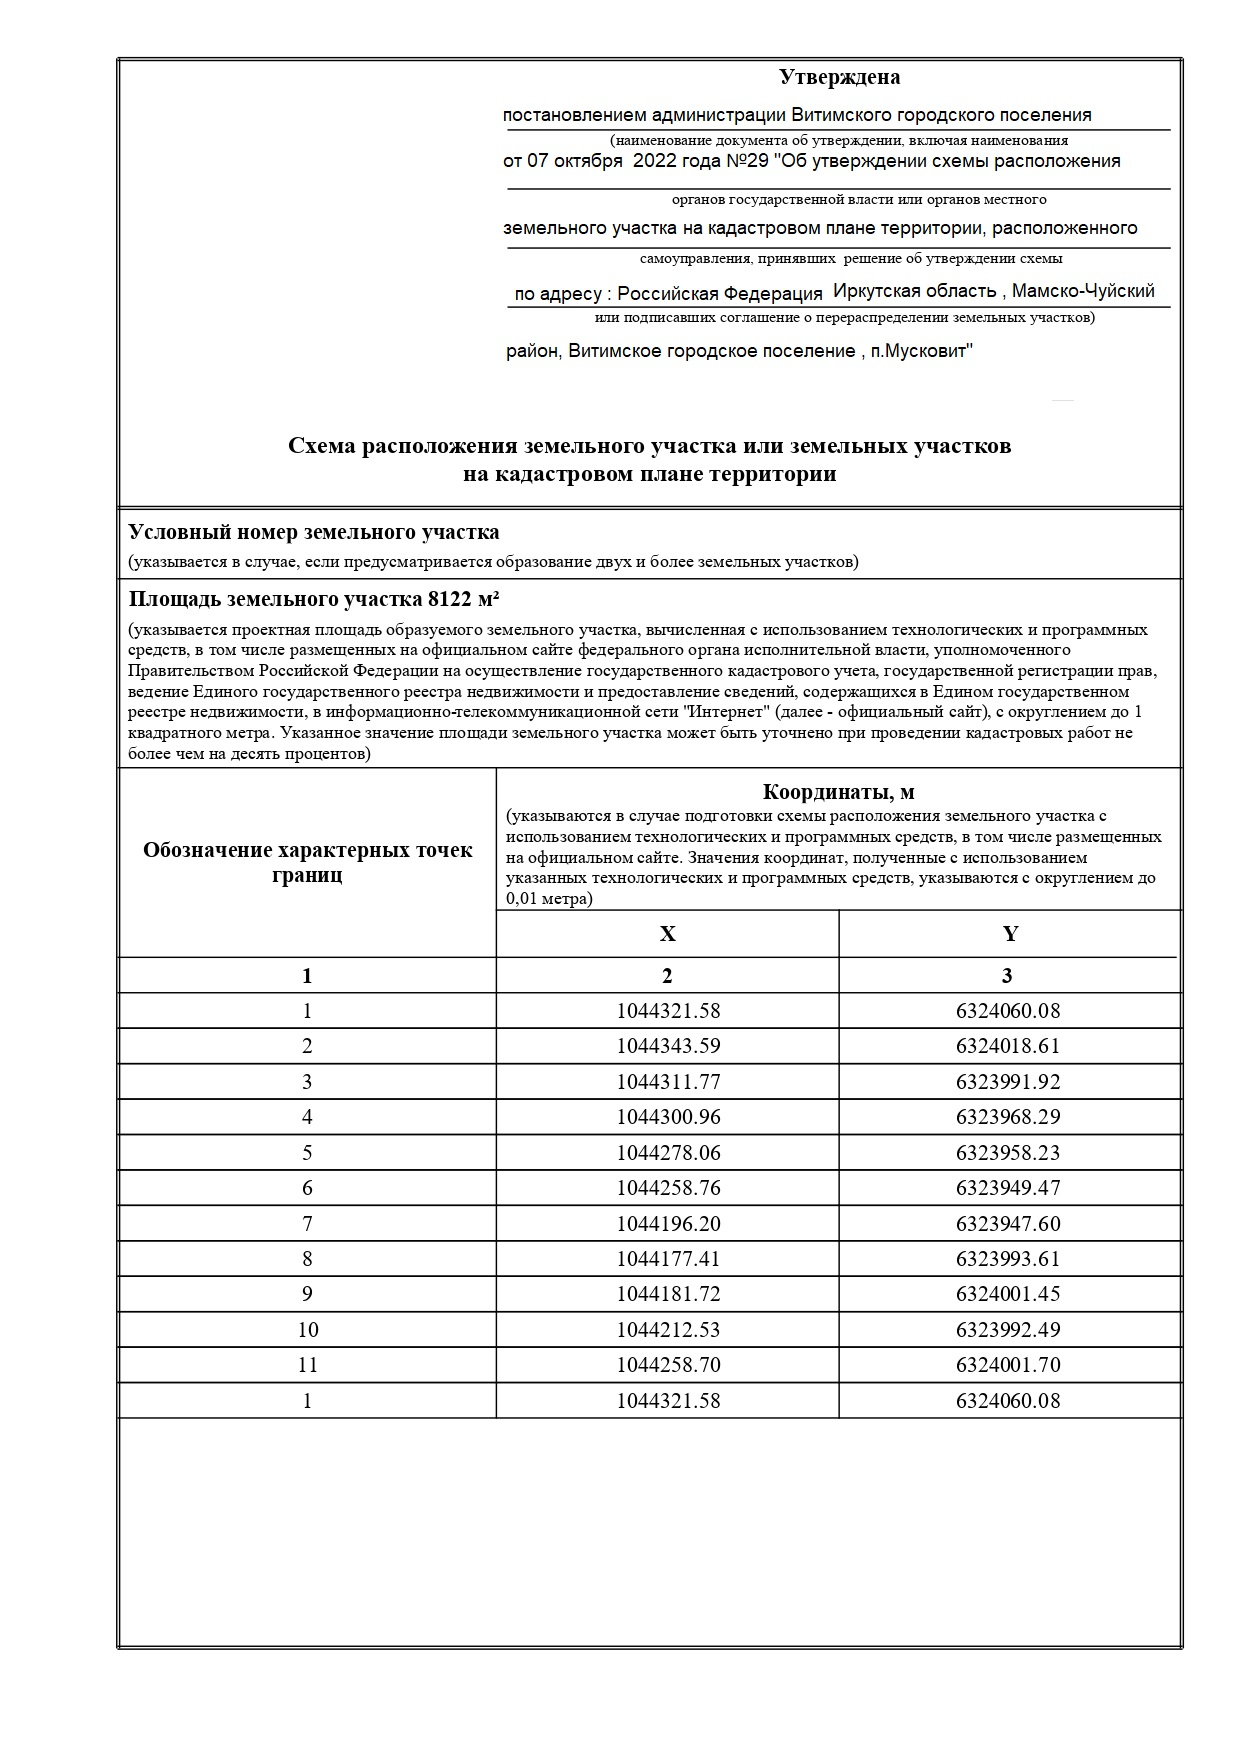 Утверждена
постановлением администрации Витимского городского поселения
(наименование документа об утверждении, включая наименования
от 07 октября 2022 года №29 "Об утверждении схемы расположения
органов государственной власти или органов местного
земельного участка на кадастровом плане территории, расположенного
самоуправления, принявших решение об утверждении схемы
по адресу : Российская Федерация Иркутская область , Мамско-Чуйский
или подписавших соглашение о перераспределении земельных участков)
район, Витимское городское поселение , п.Мусковит"
Схема расположения земельного участка или земельных участков
на кадастровом плане территории
Условный номер земельного участка
(указывается в случае, если предусматривается образование двух и более земельных участков)
Площадь земельного участка 8122 м²
(указывается проектная площадь образуемого земельного участка, вычисленная с использованием технологических и программных
средств, в том числе размещенных на официальном сайте федерального органа исполнительной власти, уполномоченного
Правительством Российской Федерации на осуществление государственного кадастрового учета, государственной регистрации прав,
ведение Единого государственного реестра недвижимости и предоставление сведений, содержащихся в Едином государственном
реестре недвижимости, в информационно-телекоммуникационной сети "Интернет" (далее - официальный сайт), с округлением до 1
квадратного метра. Указанное значение площади земельного участка может быть уточнено при проведении кадастровых работ не
более чем на десять процентов)
Обозначение характерных точек
границ
Координаты, м
(указываются в случае подготовки схемы расположения земельного участка с
использованием технологических и программных средств, в том числе размещенных
на официальном сайте. Значения координат, полученные с использованием
указанных технологических и программных средств, указываются с округлением до
0,01 метра)
X Y
1 2 3
1 1044321.58 6324060.08
2 1044343.59 6324018.61
3 1044311.77 6323991.92
4 1044300.96 6323968.29
5 1044278.06 6323958.23
6 1044258.76 6323949.47
7 1044196.20 6323947.60
8 1044177.41 6323993.61
9 1044181.72 6324001.45
10 1044212.53 6323992.49
11 1044258.70 6324001.70
1 1044321.58 6324060.08